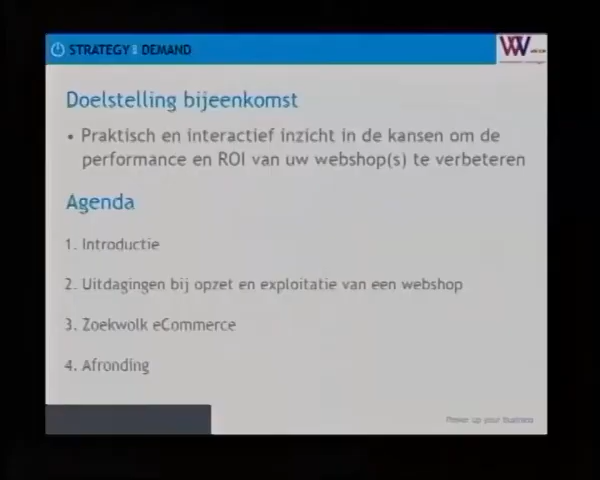 STRATEGY ON DEMAND
Doelstelling bijeenkomst
• Praktisch en interactief inzicht in de kansen om de
performance en ROI van uw webshop(s) te verbeteren
Agenda
1. Introductie
2. Uitdagingen bij opzet en exploitatie van een webshop
3. Zoekwolk eCommerce
4. Afronding
Power up your business